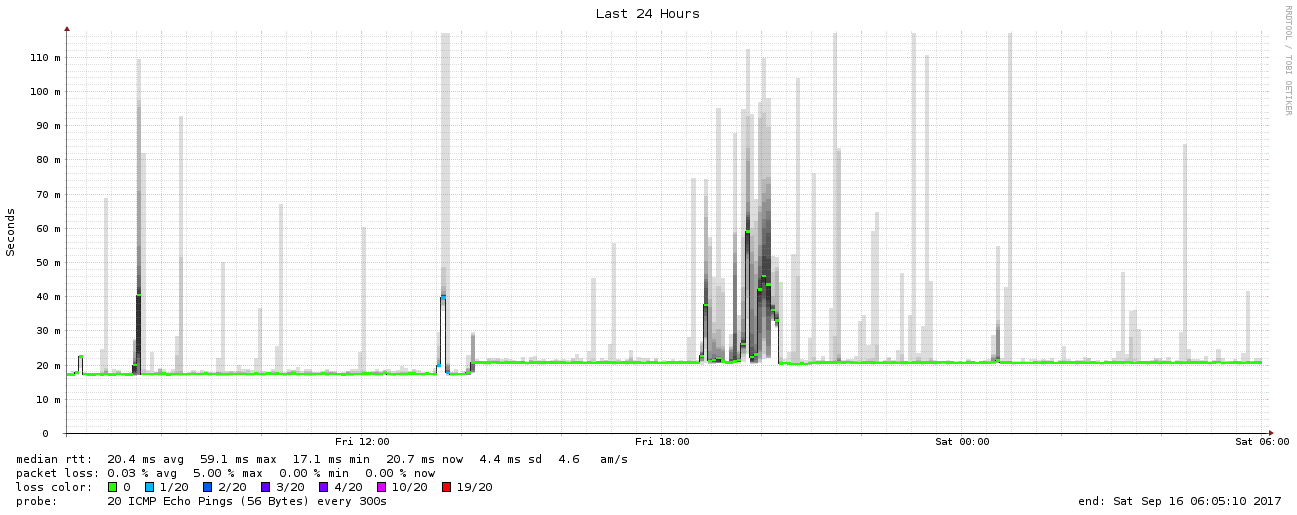 Last 24 Hours
RRDTOOL / TOBI OETIKER
Seconds
110 m
100 m
90 m
80 m
70 m
60 m
50 m
40 m
30 m
20 m
10 m
0
Fri 12:00 Fri 18:00 Sat 00:00 Sat 06:00
median rtt: 20.4 ms avg 59.1 ms max 17.1 ms min 20.7 ms now 4.4 ms sd 4.6 am/s
packet loss: 0.03 % avg 5.00 % max 0.00 % min 0.00 % now
loss color: 0 1/20 2/20 3/20 4/20 10/20 19/20
probe: 20 ICMP Echo Pings (56 Bytes) every 300s end: Sat Sep 16 06:05:10 2017